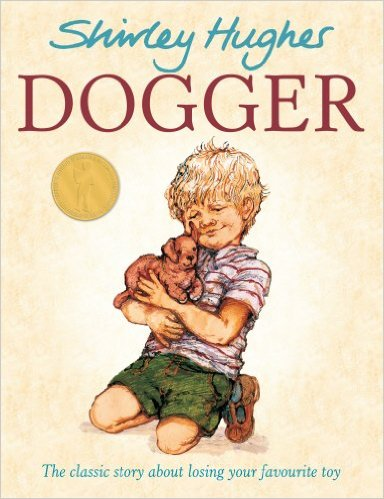 Shirley Hughes
DOGGER
The classic story about losing your favourite toy